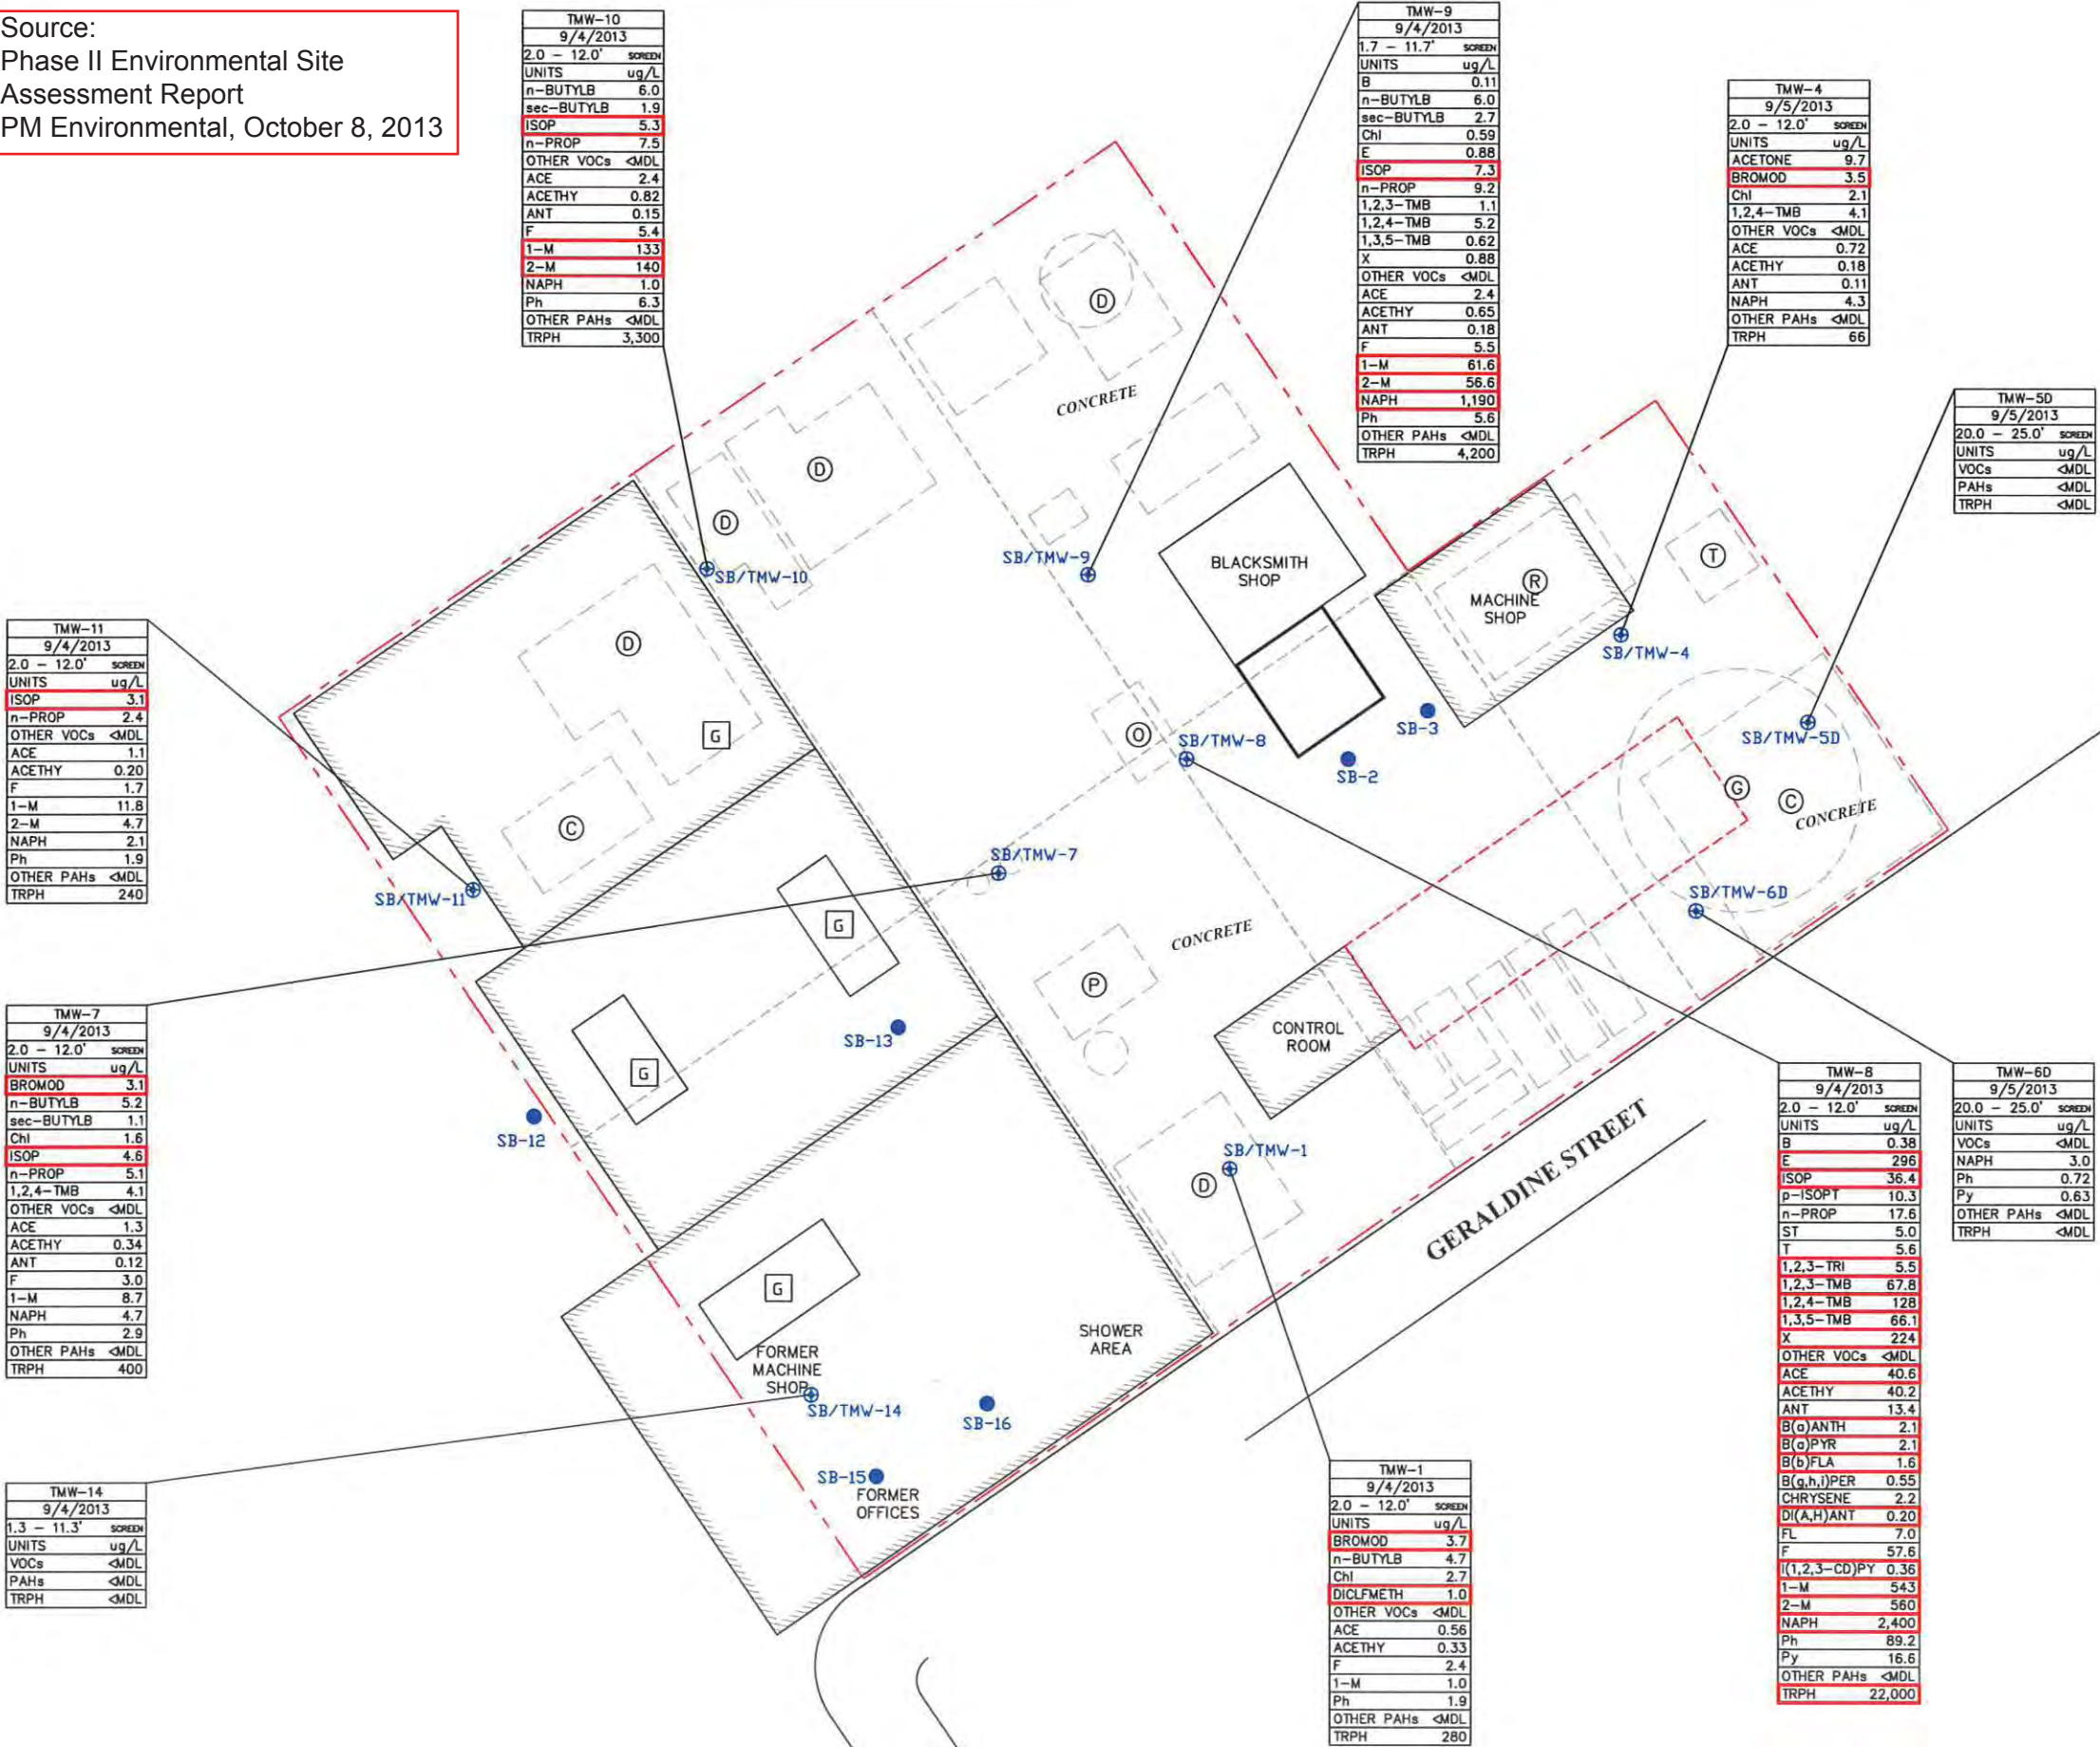 Source:
Phase II Environmental Site
Assessment Report
PM Environmental, October 8, 2013
TMW-10
9/4/2013
2.0 - 12.0' SCREEN
UNITS ug/L
n-BUTYLB 6.0
sec-BUTYLB 1.9
ISOP 5.3
n-PROP 7.5
OTHER VOCs <MDL
ACE 2.4
ACETHY 0.82
ANT 0.15
F 5.4
1-M 133
2-M 140
NAPH 1.0
Ph 6.3
OTHER PAHs <MDL
TRPH 3,300
TMW-9
9/4/2013
1.7 - 11.7' SCREEN
UNITS ug/L
B 0.11
n-BUTYLB 6.0
sec-BUTYLB 2.7
Chl 0.59
E 0.88
ISOP 7.3
n-PROP 9.2
1,2,3-TMB 1.1
1,2,4-TMB 5.2
1,3,5-TMB 0.62
X 0.88
OTHER VOCs <MDL
ACE 2.4
ACETHY 0.65
ANT 0.18
F 5.5
1-M 61.6
2-M 56.6
NAPH 1,190
Ph 5.6
OTHER PAHs <MDL
TRPH 4,200
TMW-4
9/5/2013
2.0 - 12.0' SCREEN
UNITS ug/L
ACETONE 9.7
BROMOD 3.5
Chl 2.1
1,2,4-TMB 4.1
OTHER VOCs <MDL
ACE 0.72
ACETHY 0.18
ANT 0.11
NAPH 4.3
OTHER PAHs <MDL
TRPH 66
TMW-5D
9/5/2013
20.0 - 25.0' SCREEN
UNITS ug/L
VOCs <MDL
PAHs <MDL
TRPH <MDL
D
CONCRETE
D
D
SB/TMW-10
SB/TMW-9
BLACKSMITH
SHOP
R
MACHINE
SHOP
T
SB/TMW-4
TMW-11
9/4/2013
2.0 - 12.0' SCREEN
UNITS ug/L
ISOP 3.1
n-PROP 2.4
OTHER VOCs <MDL
ACE 1.1
ACETHY 0.20
F 1.7
1-M 11.8
2-M 4.7
NAPH 2.1
Ph 1.9
OTHER PAHs <MDL
TRPH 240
D
G
C
O
SB/TMW-8
SB-3
SB-2
SB/TMW-5D
G
C
CONCRETE
SB/TMW-11
SB/TMW-7
SB/TMW-6D
G
CONCRETE
P
TMW-7
9/4/2013
2.0 - 12.0' SCREEN
UNITS ug/L
BROMOD 3.1
n-BUTYLB 5.2
sec-BUTYLB 1.1
Chl 1.6
ISOP 4.6
n-PROP 5.1
1,2,4-TMB 4.1
OTHER VOCs <MDL
ACE 1.3
ACETHY 0.34
ANT 0.12
F 3.0
1-M 8.7
NAPH 4.7
Ph 2.9
OTHER PAHs <MDL
TRPH 400
SB-13
G
SB-12
CONTROL
ROOM
SB/TMW-1
D
GERALDINE STREET
TMW-8
9/4/2013
2.0 - 12.0' SCREEN
UNITS ug/L
B 0.38
E 296
ISOP 36.4
p-ISOPT 10.3
n-PROP 17.6
ST 5.0
T 5.6
1,2,3-TRI 5.5
1,2,3-TMB 67.8
1,2,4-TMB 128
1,3,5-TMB 66.1
X 224
OTHER VOCs <MDL
ACE 40.6
ACETHY 40.2
ANT 13.4
B(a)ANTH 2.1
B(a)PYR 2.1
B(b)FLA 1.6
B(g,h,i)PER 0.55
CHRYSENE 2.2
DI(A,H)ANT 0.20
FL 7.0
F 57.6
I(1,2,3-CD)PY 0.36
1-M 543
2-M 560
NAPH 2,400
Ph 89.2
Py 16.6
OTHER PAHs <MDL
TRPH 22,000
TMW-6D
9/5/2013
20.0 - 25.0' SCREEN
UNITS ug/L
VOCs <MDL
NAPH 3.0
Ph 0.72
Py 0.63
OTHER PAHs <MDL
TRPH <MDL
G
FORMER
MACHINE
SHOP
SHOWER
AREA
SB/TMW-14
SB-16
SB-15
FORMER
OFFICES
TMW-14
9/4/2013
1.3 - 11.3' SCREEN
UNITS ug/L
VOCs <MDL
PAHs <MDL
TRPH <MDL
TMW-1
9/4/2013
2.0 - 12.0' SCREEN
UNITS ug/L
BROMOD 3.7
n-BUTYLB 4.7
Chl 2.7
DICLFMETH 1.0
OTHER VOCs <MDL
ACE 0.56
ACETHY 0.33
F 2.4
1-M 1.0
Ph 1.9
OTHER PAHs <MDL
TRPH 280